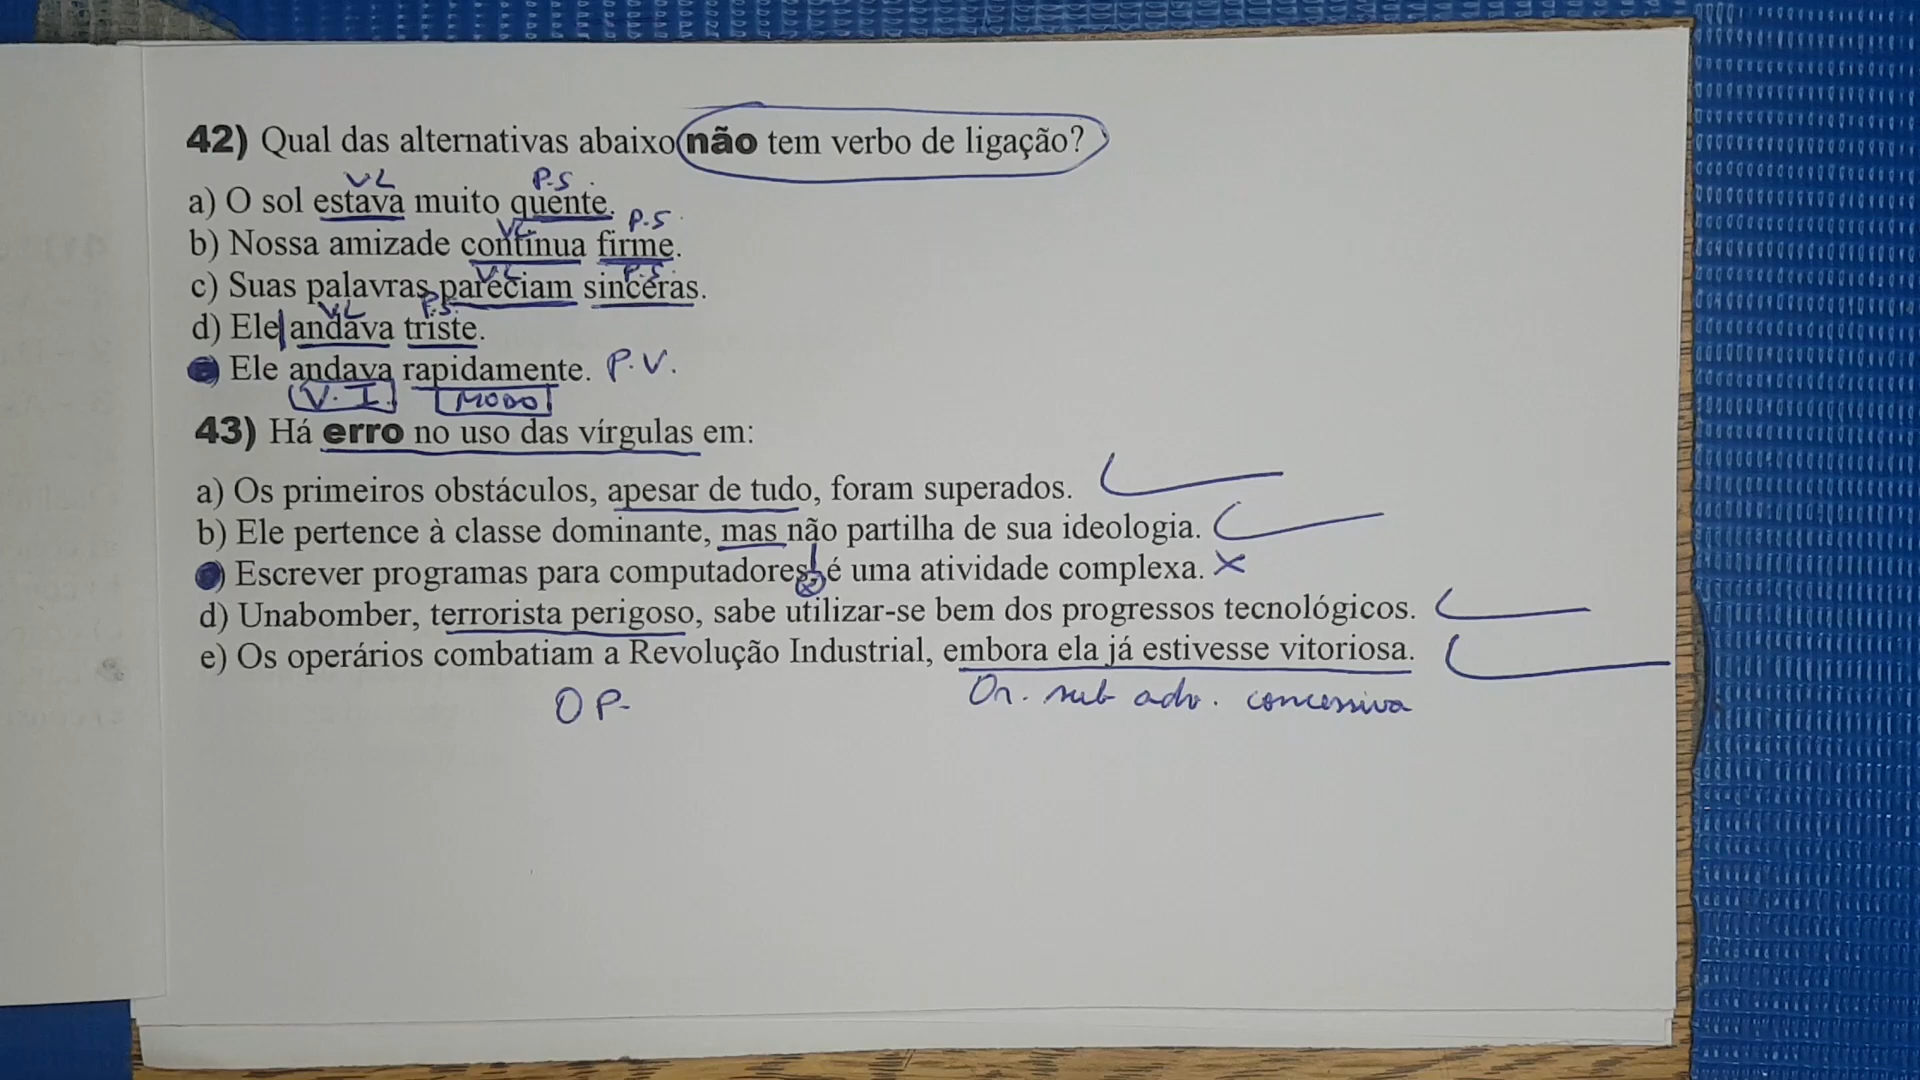 42) Qual das alternativas abaixo não tem verbo de ligação?
VL P.S.
a) O sol estava muito quente.
VL P.S.
b) Nossa amizade continua firme.
VL P.S.
c) Suas palavras pareciam sinceras.
VL P.S.
d) Ele andava triste.
) Ele andava rapidamente. P.V.
V. I. MODO
43) Há erro no uso das vírgulas em:
a) Os primeiros obstáculos, apesar de tudo, foram superados.
b) Ele pertence à classe dominante, mas não partilha de sua ideologia.
) Escrever programas para computadores, é uma atividade complexa. X
d) Unabomber, terrorista perigoso, sabe utilizar-se bem dos progressos tecnológicos.
e) Os operários combatiam a Revolução Industrial, embora ela já estivesse vitoriosa.
OP. Or. sub adv. concessiva